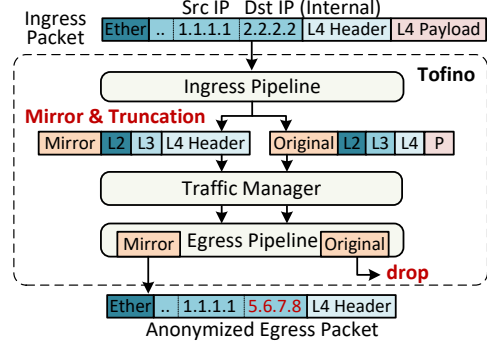 Ingress Packet
Src IP Dst IP (Internal)
Ether .. 1.1.1.1 2.2.2.2 L4 Header L4 Payload
Tofino
Ingress Pipeline
Mirror & Truncation
Mirror L2 L3 L4 Header Original L2 L3 L4 P
Traffic Manager
Egress Pipeline
Mirror Original
drop
Ether .. 1.1.1.1 5.6.7.8 L4 Header
Anonymized Egress Packet